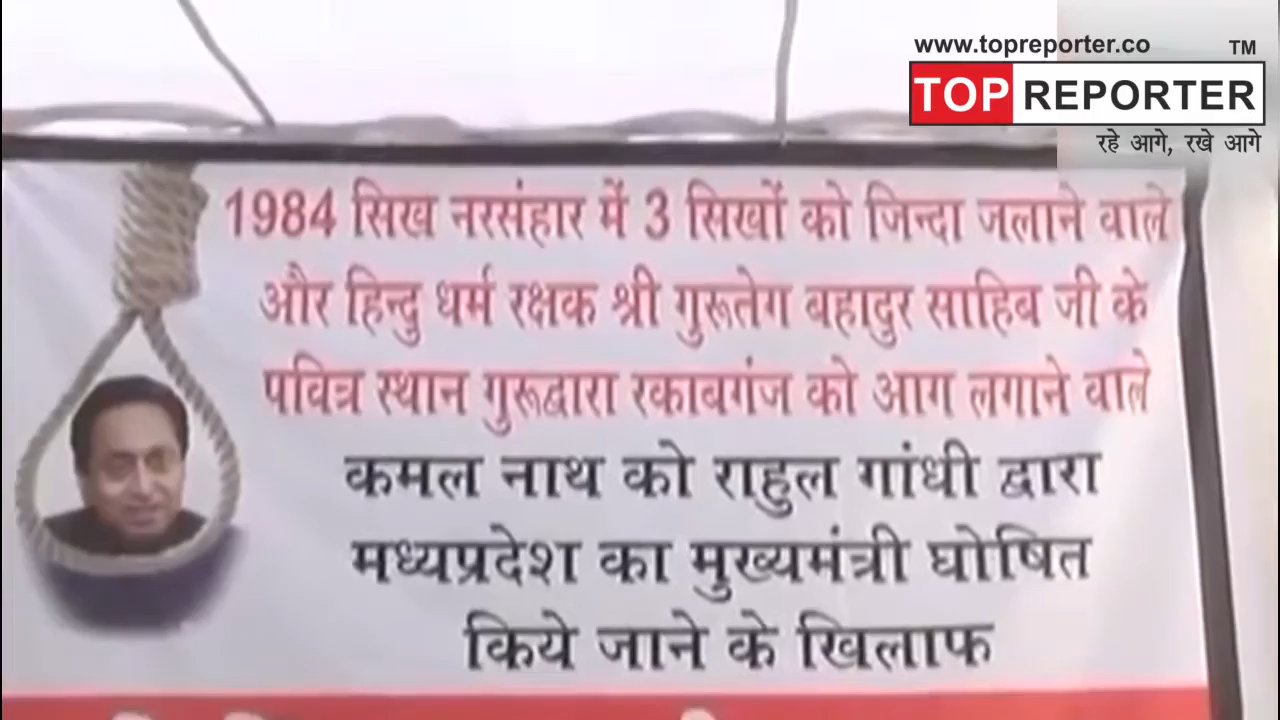 www.topreporter.co TM
TOP REPORTER
रहे आगे, रखे आगे
1984 सिख नरसंहार में 3 सिखों को जिन्दा जलाने वाले
और हिन्दु धर्म रक्षक श्री गुरूतेग बहादुर साहिब जी के
पवित्र स्थान गुरूद्वारा रकाबगंज को आग लगाने वाले
कमल नाथ को राहुल गांधी द्वारा
मध्यप्रदेश का मुख्यमंत्री घोषित
किये जाने के खिलाफ